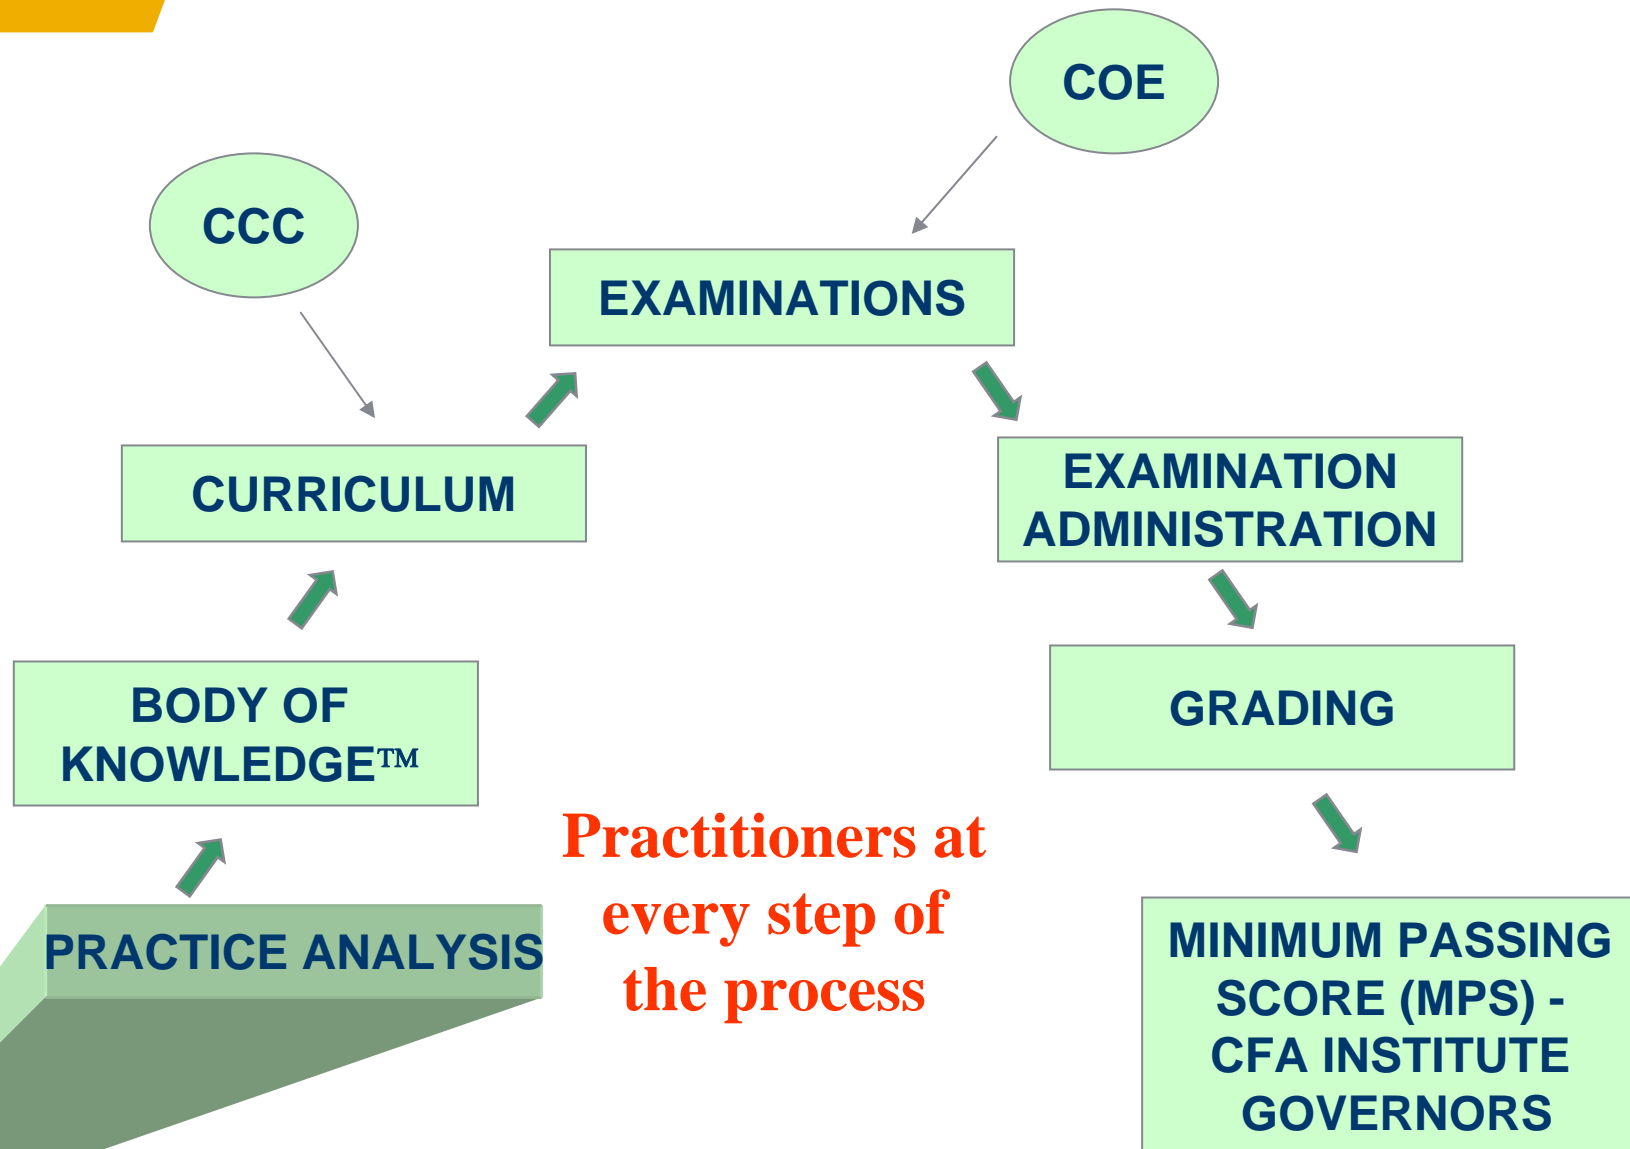 COE
CCC
EXAMINATIONS
CURRICULUM
EXAMINATION
ADMINISTRATION
BODY OF
KNOWLEDGE™
GRADING
Practitioners at
every step of
the process
PRACTICE ANALYSIS
MINIMUM PASSING
SCORE (MPS) -
CFA INSTITUTE
GOVERNORS